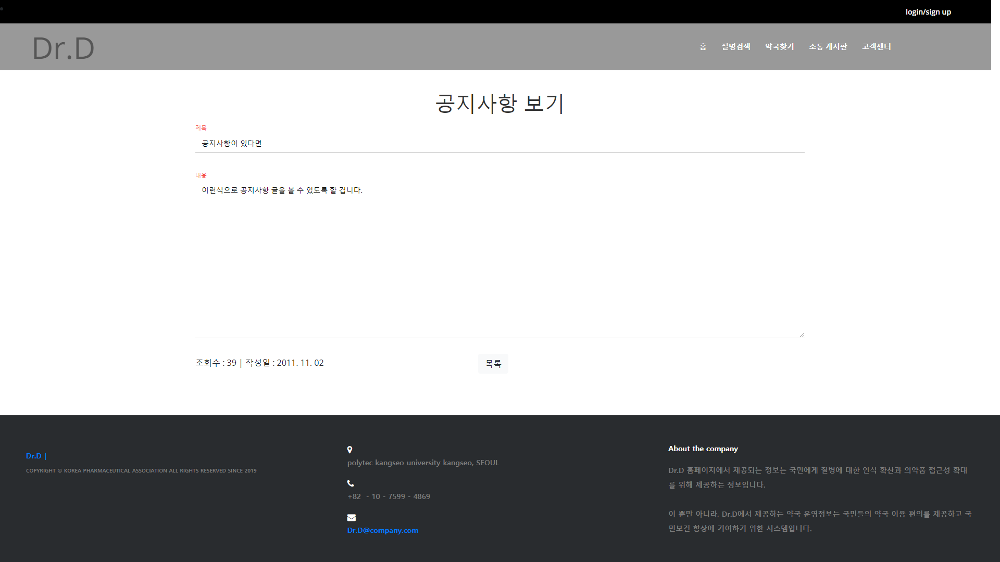 login/sign up
Dr.D
홈 질병검색 약국찾기 소통 게시판 고객센터
공지사항 보기
제목
공지사항이 있다면
내용
이런식으로 공지사항 글을 볼 수 있도록 할 겁니다.
조회수 : 39 | 작성일 : 2011. 11. 02
목록
Dr.D |
COPYRIGHT © KOREA PHARMACEUTICAL ASSOCIATION ALL RIGHTS RESERVED SINCE 2019
polytec kangseo university kangseo, SEOUL
+82 - 10 - 7599 - 4869
Dr.D@company.com
About the company
Dr.D 홈페이지에서 제공되는 정보는 국민에게 질병에 대한 인식 확산과 의약품 접근성 확대
를 위해 제공하는 정보입니다.
이 뿐만 아니라, Dr.D에서 제공하는 약국 운영정보는 국민들의 약국 이용 편의를 제공하고 국
민보건 향상에 기여하기 위한 시스템입니다.